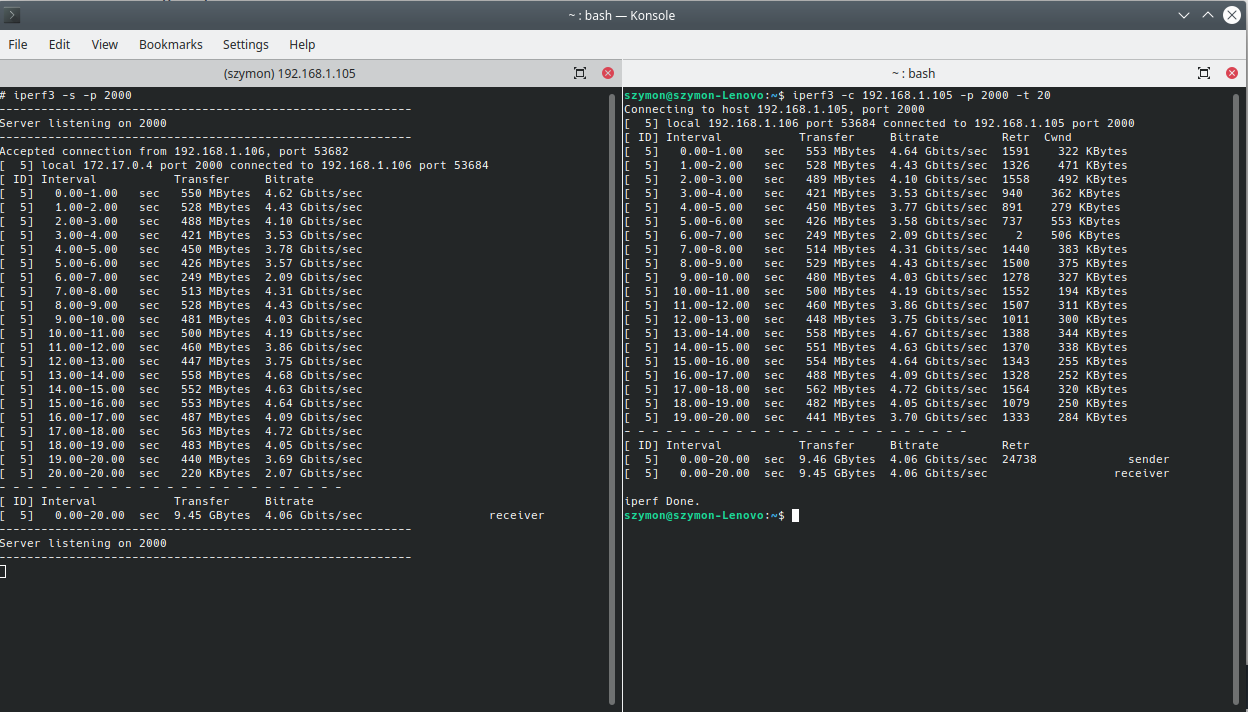 ~ : bash — Konsole
File Edit View Bookmarks Settings Help
(szymon) 192.168.1.105
# iperf3 -s -p 2000
-----------------------------------------------------------
Server listening on 2000
-----------------------------------------------------------
Accepted connection from 192.168.1.106, port 53682
[  5] local 172.17.0.4 port 2000 connected to 192.168.1.106 port 53684
[ ID] Interval           Transfer     Bitrate
[  5]   0.00-1.00   sec   550 MBytes  4.62 Gbits/sec
[  5]   1.00-2.00   sec   528 MBytes  4.43 Gbits/sec
[  5]   2.00-3.00   sec   488 MBytes  4.10 Gbits/sec
[  5]   3.00-4.00   sec   421 MBytes  3.53 Gbits/sec
[  5]   4.00-5.00   sec   450 MBytes  3.78 Gbits/sec
[  5]   5.00-6.00   sec   426 MBytes  3.57 Gbits/sec
[  5]   6.00-7.00   sec   249 MBytes  2.09 Gbits/sec
[  5]   7.00-8.00   sec   513 MBytes  4.31 Gbits/sec
[  5]   8.00-9.00   sec   528 MBytes  4.43 Gbits/sec
[  5]   9.00-10.00  sec   481 MBytes  4.03 Gbits/sec
[  5]  10.00-11.00  sec   500 MBytes  4.19 Gbits/sec
[  5]  11.00-12.00  sec   460 MBytes  3.86 Gbits/sec
[  5]  12.00-13.00  sec   447 MBytes  3.75 Gbits/sec
[  5]  13.00-14.00  sec   558 MBytes  4.68 Gbits/sec
[  5]  14.00-15.00  sec   552 MBytes  4.63 Gbits/sec
[  5]  15.00-16.00  sec   553 MBytes  4.64 Gbits/sec
[  5]  16.00-17.00  sec   487 MBytes  4.09 Gbits/sec
[  5]  17.00-18.00  sec   563 MBytes  4.72 Gbits/sec
[  5]  18.00-19.00  sec   483 MBytes  4.05 Gbits/sec
[  5]  19.00-20.00  sec   440 MBytes  3.69 Gbits/sec
[  5]  20.00-20.00  sec   220 KBytes  2.07 Gbits/sec
- - - - - - - - - - - - - - - - - - - - - - - - -
[ ID] Interval           Transfer     Bitrate
[  5]   0.00-20.00  sec  9.45 GBytes  4.06 Gbits/sec                  receiver
-----------------------------------------------------------
Server listening on 2000
-----------------------------------------------------------
~ : bash
szymon@szymon-Lenovo:~$ iperf3 -c 192.168.1.105 -p 2000 -t 20
Connecting to host 192.168.1.105, port 2000
[  5] local 192.168.1.106 port 53684 connected to 192.168.1.105 port 2000
[ ID] Interval           Transfer     Bitrate         Retr  Cwnd
[  5]   0.00-1.00   sec   553 MBytes  4.64 Gbits/sec  1591    322 KBytes
[  5]   1.00-2.00   sec   528 MBytes  4.43 Gbits/sec  1326    471 KBytes
[  5]   2.00-3.00   sec   489 MBytes  4.10 Gbits/sec  1558    492 KBytes
[  5]   3.00-4.00   sec   421 MBytes  3.53 Gbits/sec  940    362 KBytes
[  5]   4.00-5.00   sec   450 MBytes  3.77 Gbits/sec  891    279 KBytes
[  5]   5.00-6.00   sec   426 MBytes  3.58 Gbits/sec  737    553 KBytes
[  5]   6.00-7.00   sec   249 MBytes  2.09 Gbits/sec    2    506 KBytes
[  5]   7.00-8.00   sec   514 MBytes  4.31 Gbits/sec  1440    383 KBytes
[  5]   8.00-9.00   sec   529 MBytes  4.43 Gbits/sec  1500    375 KBytes
[  5]   9.00-10.00  sec   480 MBytes  4.03 Gbits/sec  1278    327 KBytes
[  5]  10.00-11.00  sec   500 MBytes  4.19 Gbits/sec  1552    194 KBytes
[  5]  11.00-12.00  sec   460 MBytes  3.86 Gbits/sec  1507    311 KBytes
[  5]  12.00-13.00  sec   448 MBytes  3.75 Gbits/sec  1011    300 KBytes
[  5]  13.00-14.00  sec   558 MBytes  4.67 Gbits/sec  1388    344 KBytes
[  5]  14.00-15.00  sec   551 MBytes  4.63 Gbits/sec  1370    338 KBytes
[  5]  15.00-16.00  sec   554 MBytes  4.64 Gbits/sec  1343    255 KBytes
[  5]  16.00-17.00  sec   488 MBytes  4.09 Gbits/sec  1328    252 KBytes
[  5]  17.00-18.00  sec   562 MBytes  4.72 Gbits/sec  1564    320 KBytes
[  5]  18.00-19.00  sec   482 MBytes  4.05 Gbits/sec  1079    250 KBytes
[  5]  19.00-20.00  sec   441 MBytes  3.70 Gbits/sec  1333    284 KBytes
- - - - - - - - - - - - - - - - - - - - - - - - -
[ ID] Interval           Transfer     Bitrate         Retr
[  5]   0.00-20.00  sec  9.46 GBytes  4.06 Gbits/sec  24738             sender
[  5]   0.00-20.00  sec  9.45 GBytes  4.06 Gbits/sec                  receiver
iperf Done.
szymon@szymon-Lenovo:~$